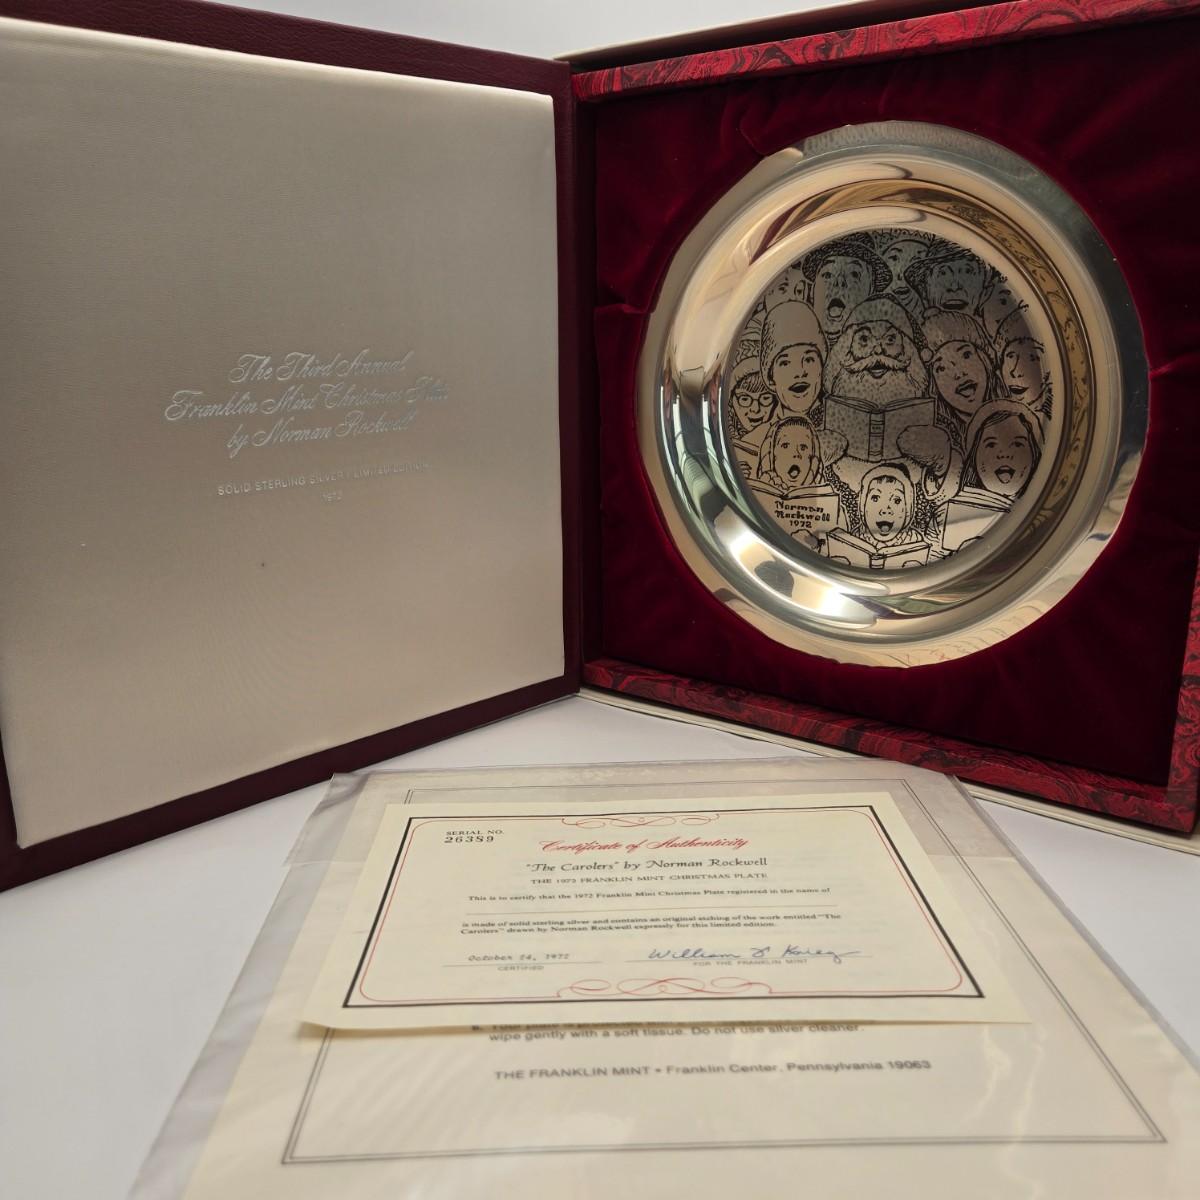 The Third Annual
Franklin Mint Christmas Plate
by Norman Rockwell
SOLID STERLING SILVER / LIMITED EDITION
1972
Norman
Rockwell
1972
SERIAL NO.
26389
Certificate of Authenticity
"The Carolers" by Norman Rockwell
THE 1972 FRANKLIN MINT CHRISTMAS PLATE
This is to certify that the 1972 Franklin Mint Christmas Plate registered in the name of
is made of solid sterling silver and contains an original etching of the work entitled "The
Carolers" drawn by Norman Rockwell expressly for this limited edition.
October 24, 1972
CERTIFIED
William F Krieg
FOR THE FRANKLIN MINT
Your plate is
wipe gently with a soft tissue. Do not use silver cleaner.
THE FRANKLIN MINT • Franklin Center, Pennsylvania 19063